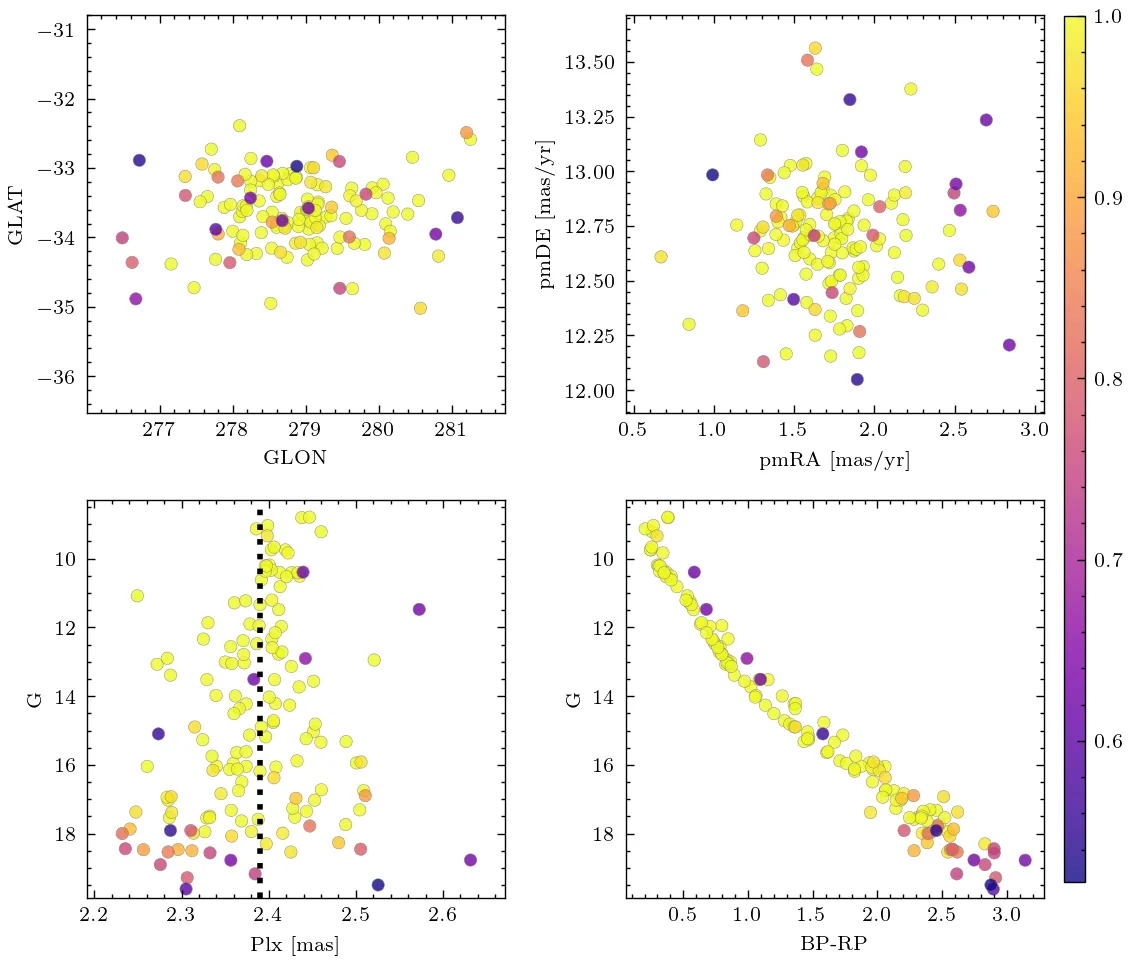 −31
−32
−33
−34
−35
−36
GLAT
277 278 279 280 281
GLON
13.50
13.25
13.00
12.75
12.50
12.25
12.00
pmDE [mas/yr]
0.5 1.0 1.5 2.0 2.5 3.0
pmRA [mas/yr]
1.0
0.9
0.8
0.7
0.6
10
12
14
16
18
G
2.2 2.3 2.4 2.5 2.6
Plx [mas]
10
12
14
16
18
G
0.5 1.0 1.5 2.0 2.5 3.0
BP-RP